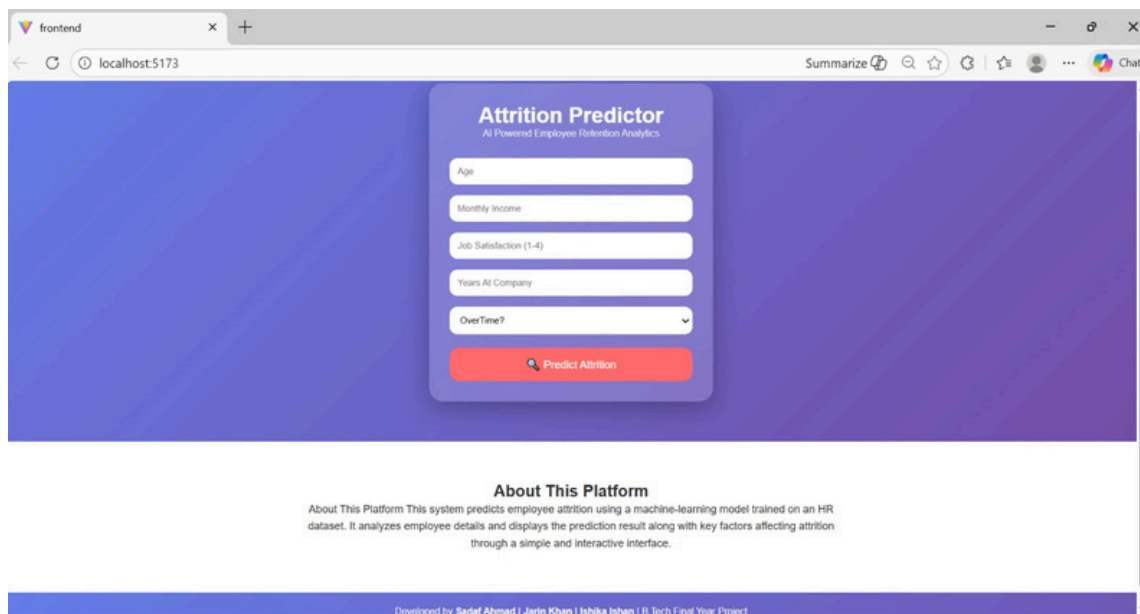 frontend
localhost:5173
Summarize
Chat
Attrition Predictor
AI Powered Employee Retention Analytics
Age
Monthly Income
Job Satisfaction (1-4)
Years At Company
OverTime?
Predict Attrition
About This Platform
About This Platform This system predicts employee attrition using a machine-learning model trained on an HR
dataset. It analyzes employee details and displays the prediction result along with key factors affecting attrition
through a simple and interactive interface.
Developed by Sadaf Ahmad | Jarin Khan | Ishika Ishan | B.Tech Final Year Project